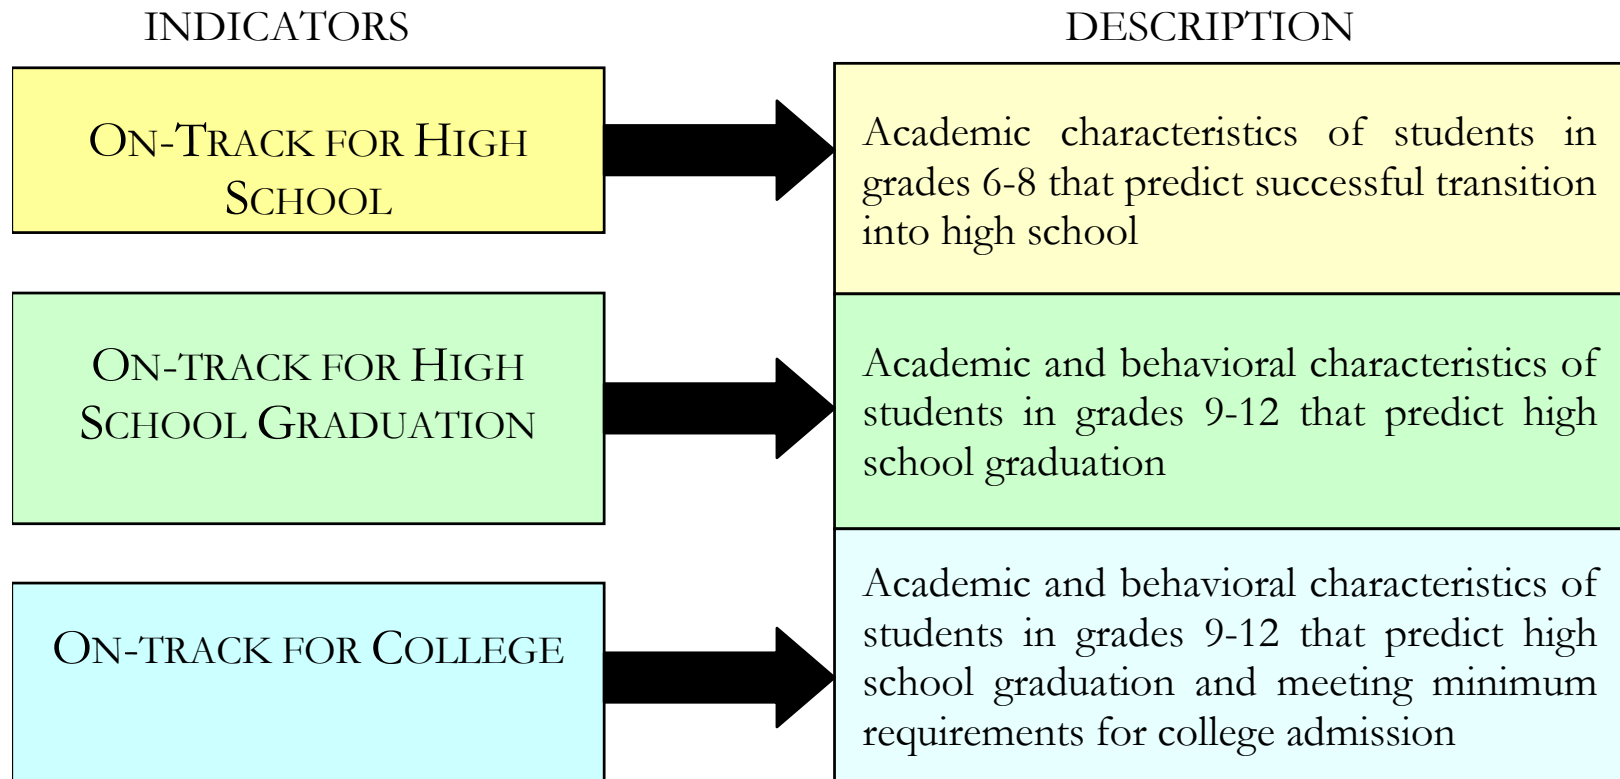 INDICATORS
DESCRIPTION
ON-TRACK FOR HIGH
SCHOOL
Academic characteristics of students in
grades 6-8 that predict successful transition
into high school
ON-TRACK FOR HIGH
SCHOOL GRADUATION
Academic and behavioral characteristics of
students in grades 9-12 that predict high
school graduation
ON-TRACK FOR COLLEGE
Academic and behavioral characteristics of
students in grades 9-12 that predict high
school graduation and meeting minimum
requirements for college admission